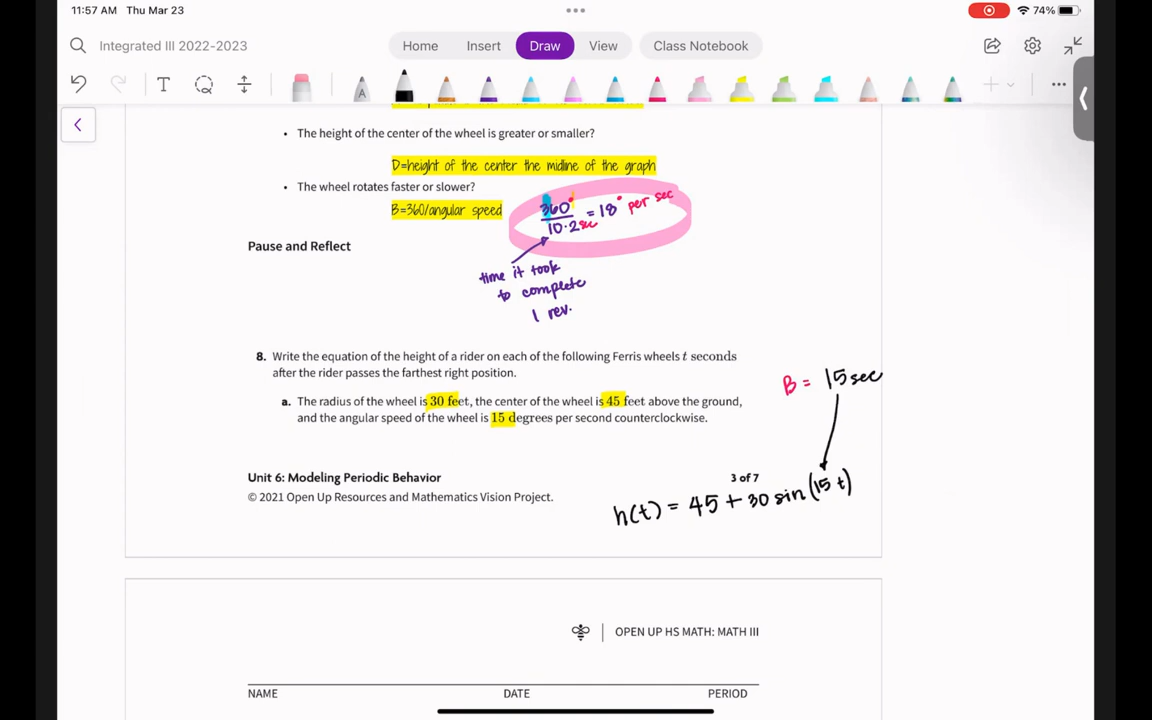 11:57 AM Thu Mar 23
74%
Integrated III 2022-2023
Home Insert Draw View Class Notebook
T A
• The height of the center of the wheel is greater or smaller?
D=height of the center the midline of the graph
• The wheel rotates faster or slower?
B=360/angular speed
360°
10·2sec
= 18° per sec
Pause and Reflect
time it took
to complete
1 rev.
8. Write the equation of the height of a rider on each of the following Ferris wheels t seconds
after the rider passes the farthest right position.
B = 15 sec
a. The radius of the wheel is 30 feet, the center of the wheel is 45 feet above the ground,
and the angular speed of the wheel is 15 degrees per second counterclockwise.
Unit 6: Modeling Periodic Behavior
3 of 7
© 2021 Open Up Resources and Mathematics Vision Project.
h(t) = 45 + 30 sin (15 t)
OPEN UP HS MATH: MATH III
NAME DATE PERIOD